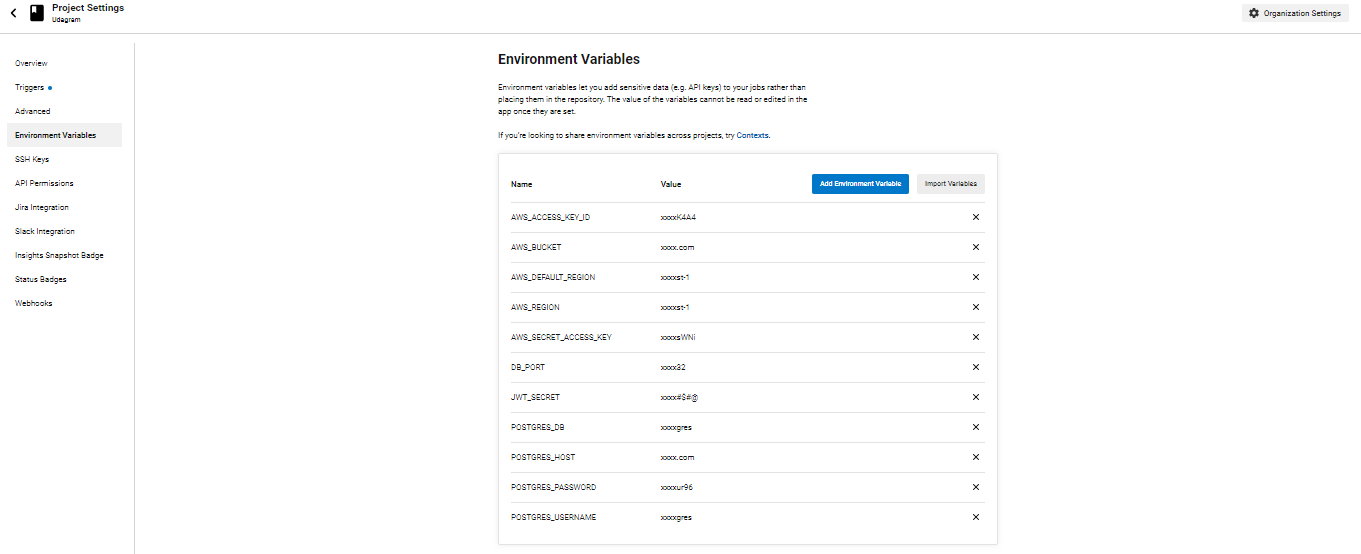 Project Settings
Udagram
Organization Settings
Overview
Triggers
Advanced
Environment Variables
SSH Keys
API Permissions
Jira Integration
Slack Integration
Insights Snapshot Badge
Status Badges
Webhooks
Environment Variables
Environment variables let you add sensitive data (e.g. API keys) to your jobs rather than
placing them in the repository. The value of the variables cannot be read or edited in the
app once they are set.
If you're looking to share environment variables across projects, try Contexts.
Name Value Add Environment Variable Import Variables
AWS_ACCESS_KEY_ID xxxxK4A4
AWS_BUCKET xxxx.com
AWS_DEFAULT_REGION xxxxst-1
AWS_REGION xxxxst-1
AWS_SECRET_ACCESS_KEY xxxxsWNi
DB_PORT xxxx32
JWT_SECRET xxxx#$#@
POSTGRES_DB xxxxgres
POSTGRES_HOST xxxx.com
POSTGRES_PASSWORD xxxxur96
POSTGRES_USERNAME xxxxgres